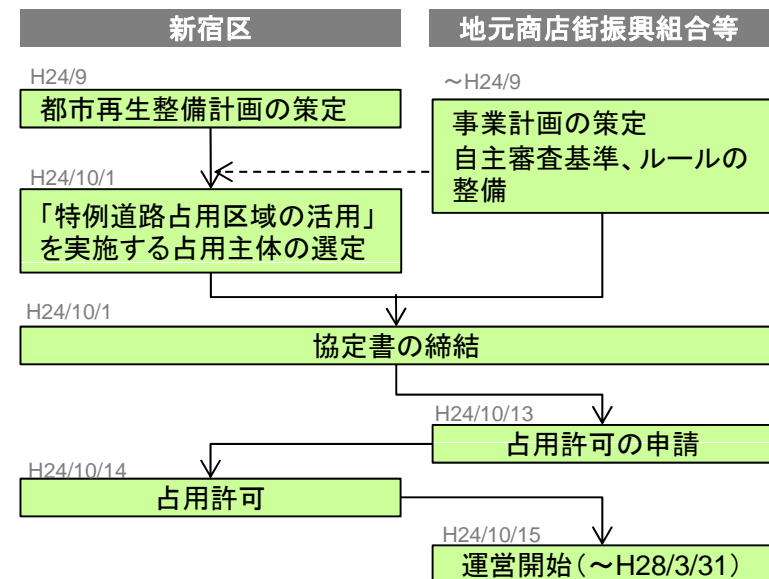 新宿区
地元商店街振興組合等
H24/9
都市再生整備計画の策定
～H24/9
事業計画の策定
自主審査基準、ルールの
整備
H24/10/1
「特例道路占用区域の活用」
を実施する占用主体の選定
H24/10/1
協定書の締結
H24/10/13
占用許可の申請
H24/10/14
占用許可
H24/10/15
運営開始（～H28/3/31）